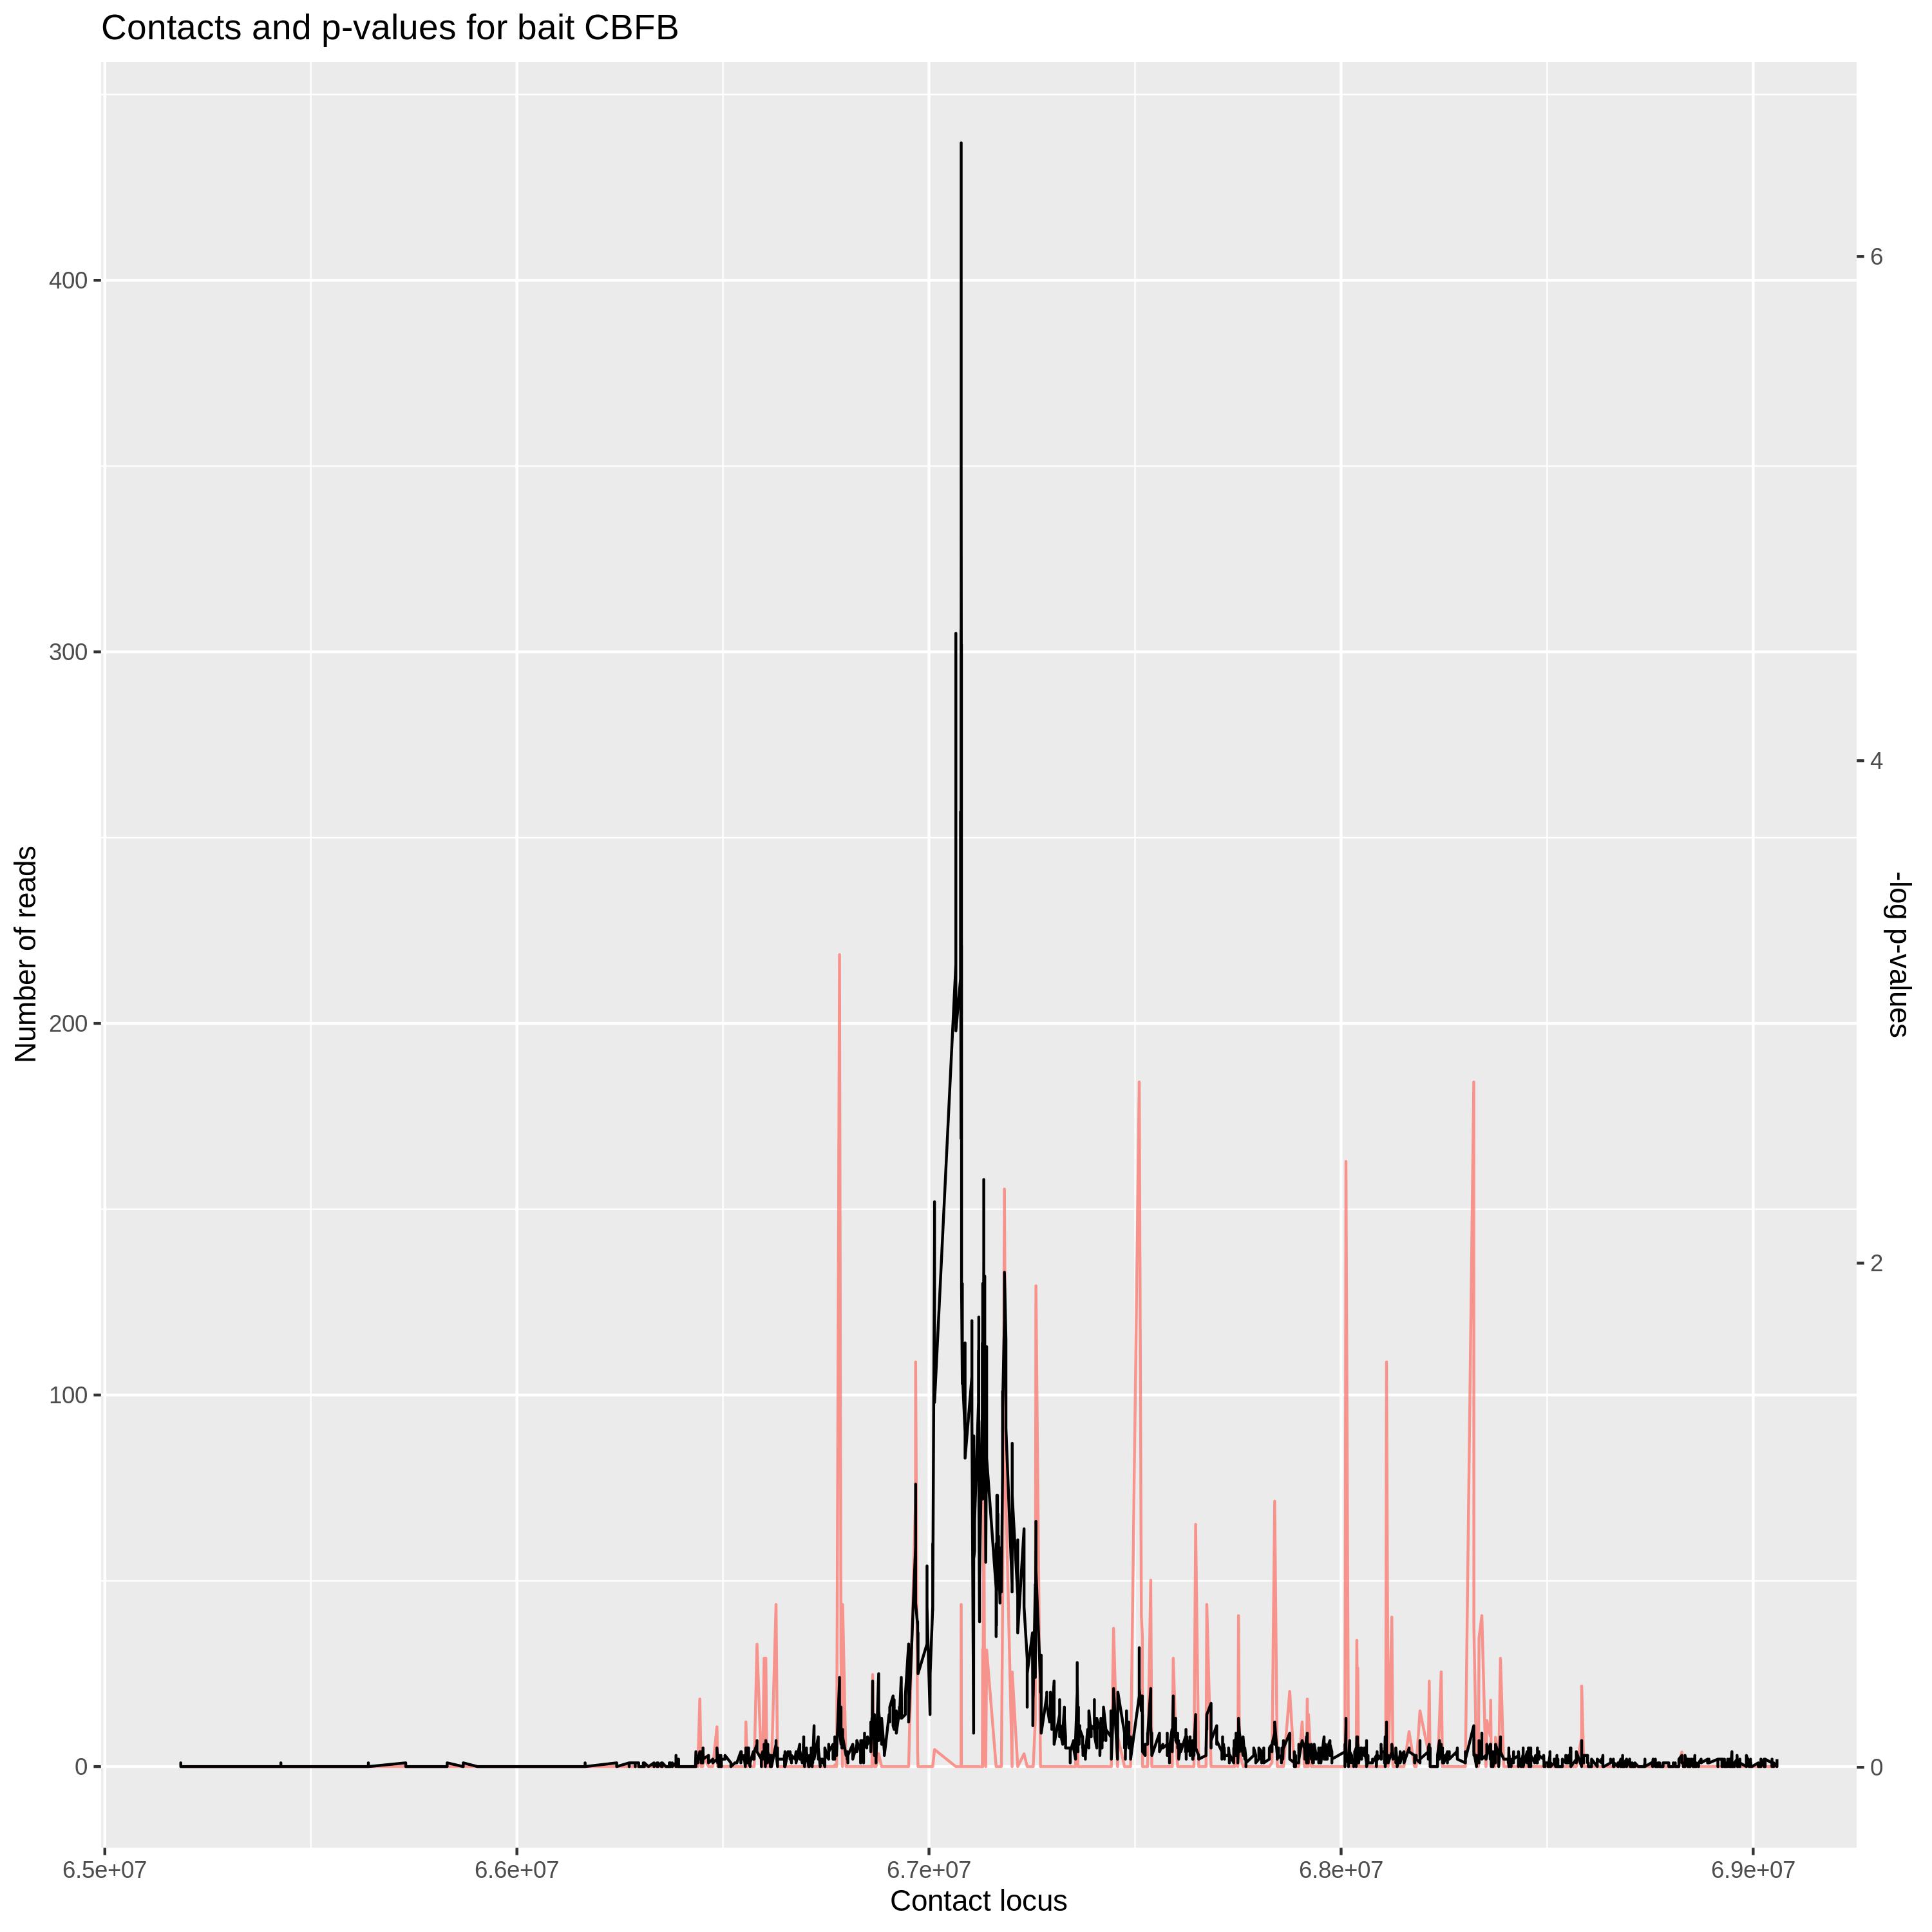 Contacts and p-values for bait CBFB
Number of reads
400
300
200
100
0
6
4
2
0
-log p-values
6.5e+07
6.6e+07
6.7e+07
6.8e+07
6.9e+07
Contact locus